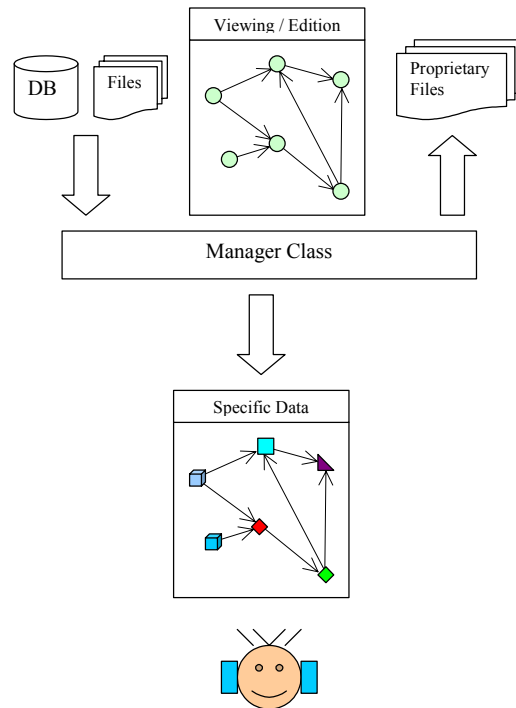 Viewing / Edition
DB
Files
Proprietary
Files
Manager Class
Specific Data